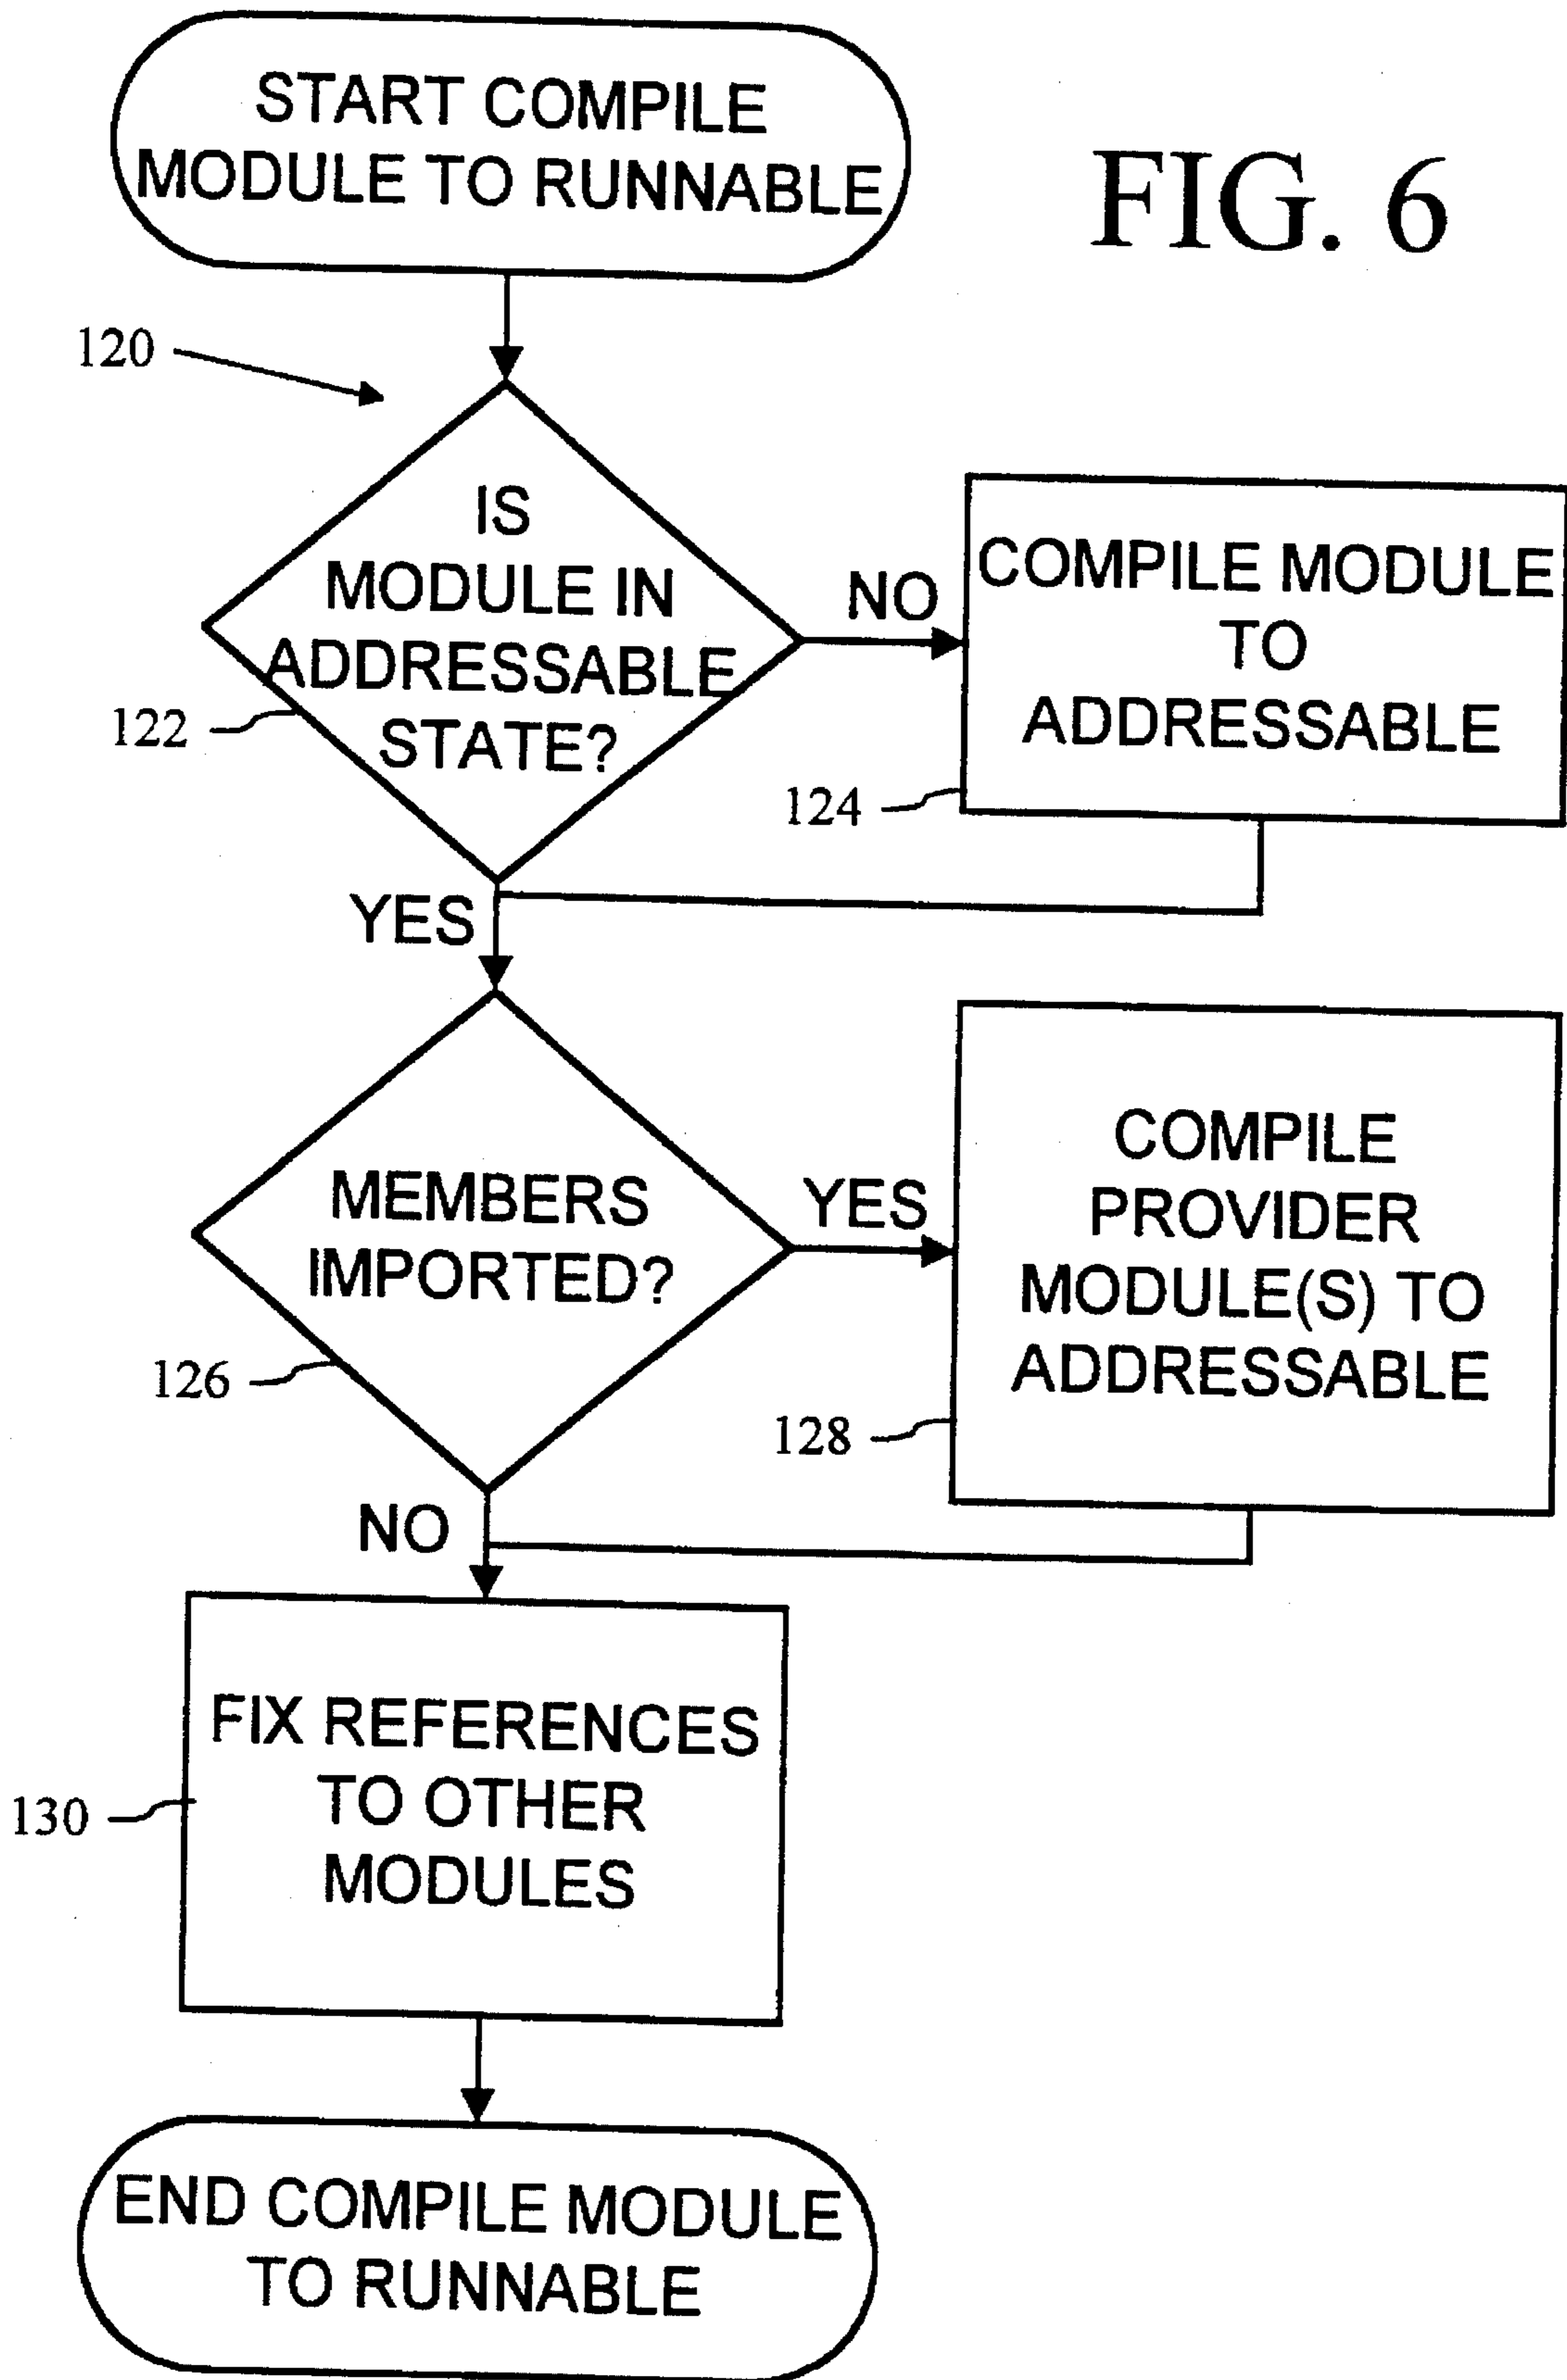 START COMPILE
MODULE TO RUNNABLE
FIG. 6
120
IS
MODULE IN
ADDRESSABLE
STATE?
122
NO
COMPILE MODULE
TO
ADDRESSABLE
124
YES
MEMBERS
IMPORTED?
126
YES
COMPILE
PROVIDER
MODULE(S) TO
ADDRESSABLE
128
NO
FIX REFERENCES
TO OTHER
MODULES
130
END COMPILE MODULE
TO RUNNABLE